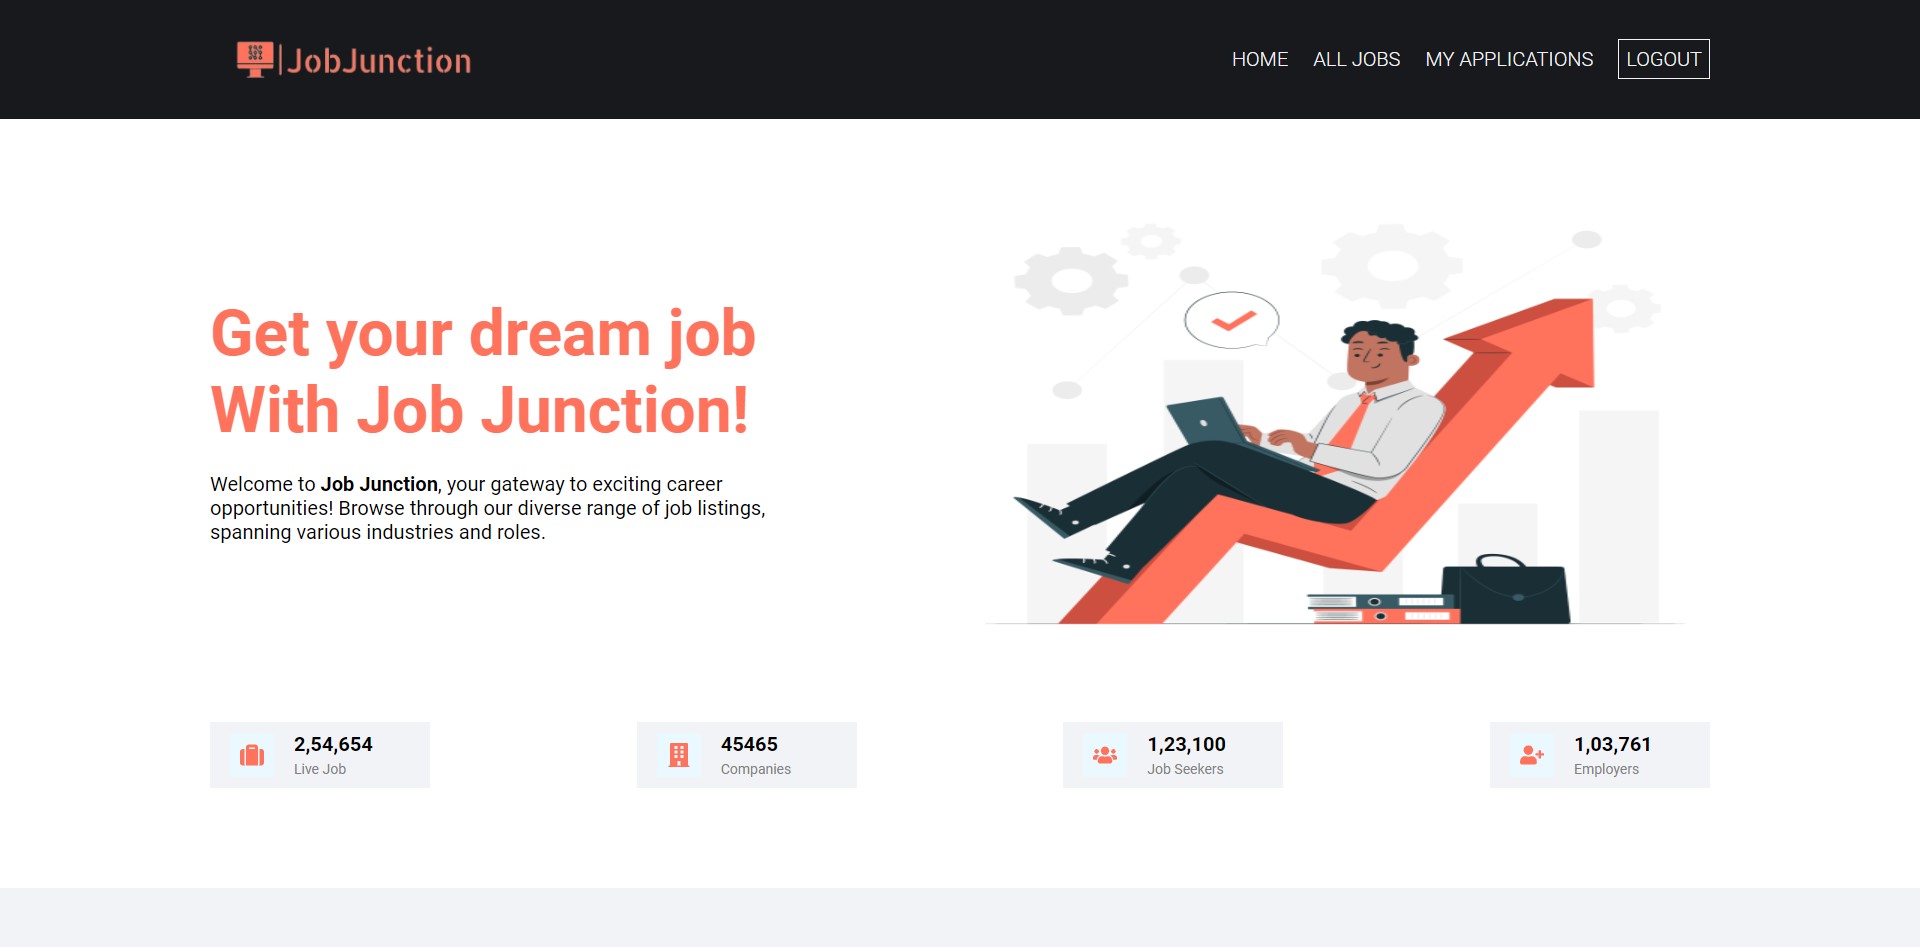 JobJunction
HOME ALL JOBS MY APPLICATIONS LOGOUT
Get your dream job
With Job Junction!
Welcome to Job Junction, your gateway to exciting career
opportunities! Browse through our diverse range of job listings,
spanning various industries and roles.
2,54,654
Live Job
45465
Companies
1,23,100
Job Seekers
1,03,761
Employers